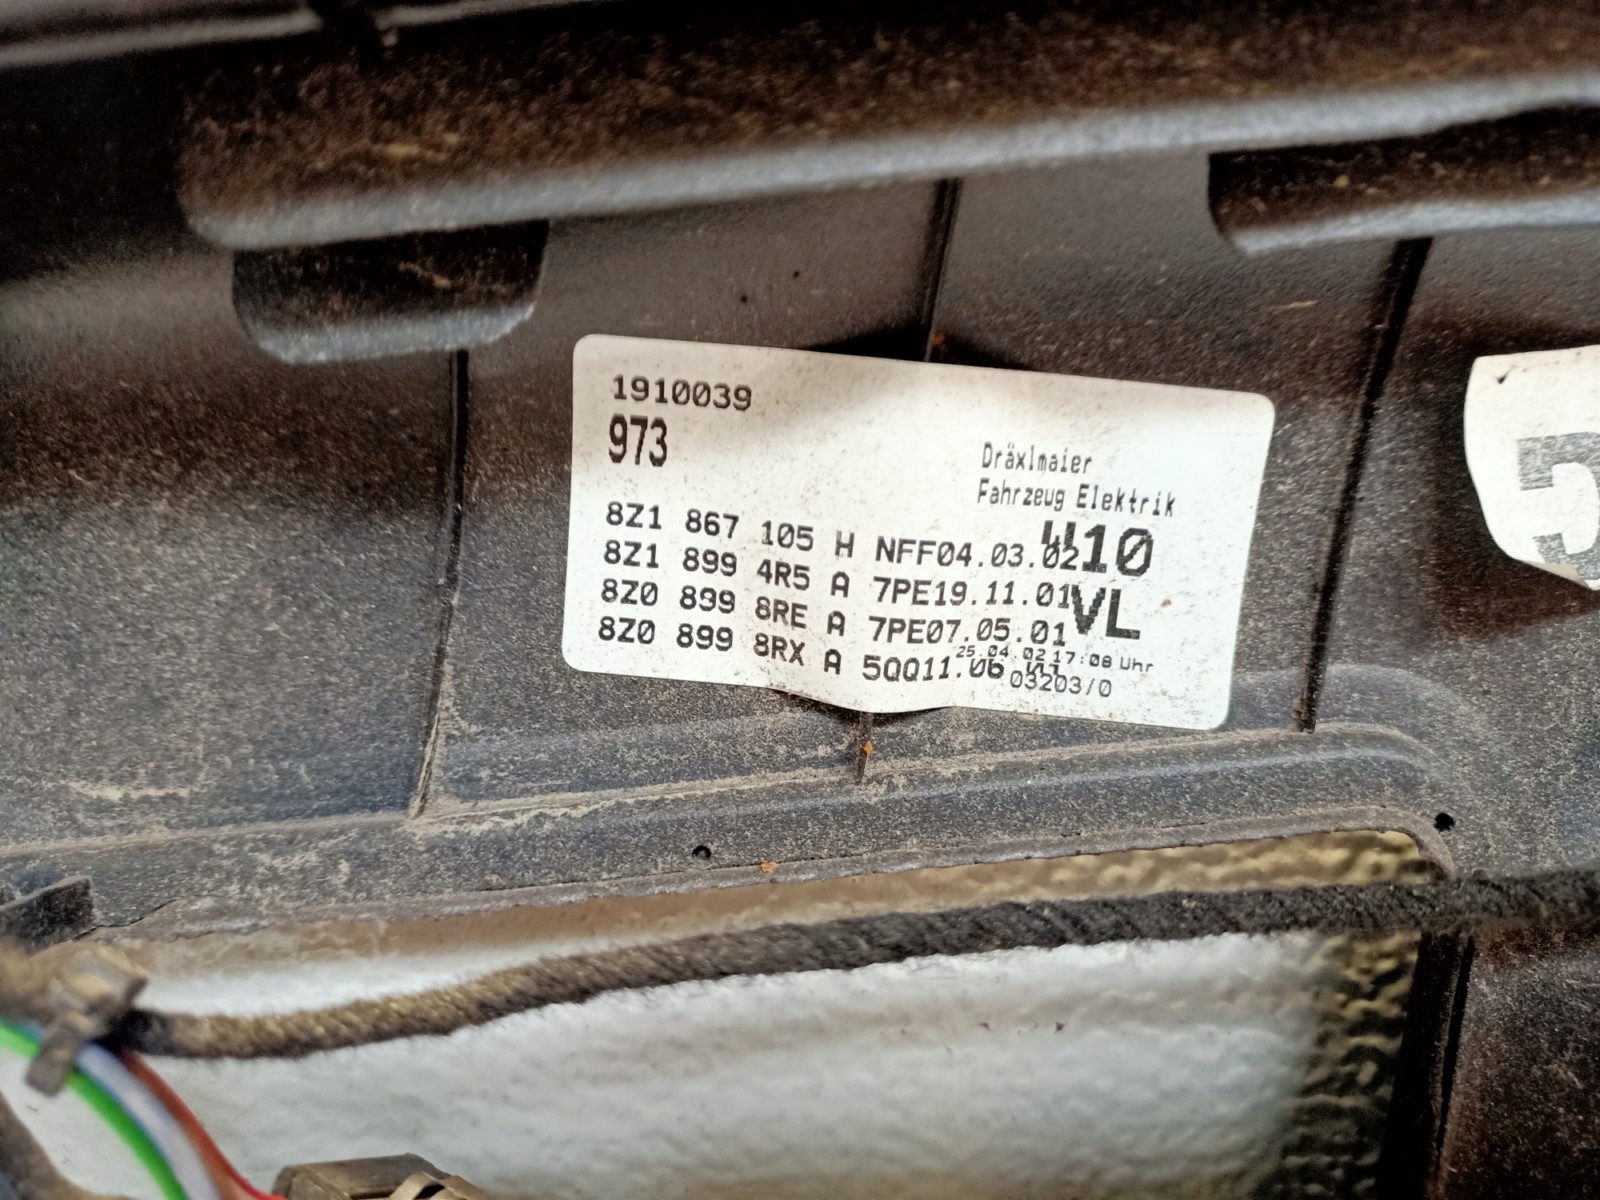 1910039
973
Dräxlmaier
Fahrzeug Elektrik
8Z1 867 105 H NFF04.03.02
10
8Z1 899 4R5 A 7PE19.11.01
VL
8Z0 899 8RE A 7PE07.05.01
25.04.02 17:08 Uhr
8Z0 899 8RX A 5QQ11.06
03203/0